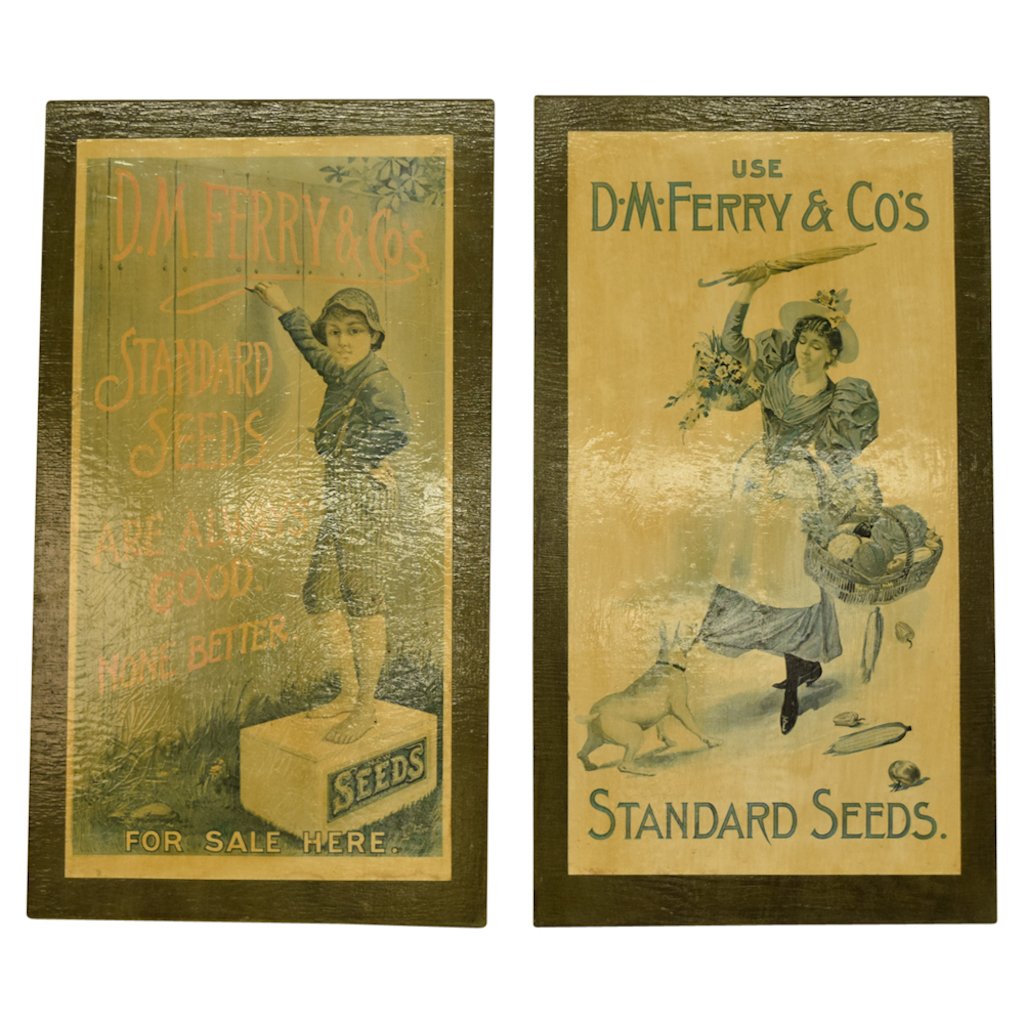 D.M. FERRY & Co's.
STANDARD
SEEDS
ARE ALWAYS
GOOD.
NONE BETTER
SEEDS
FOR SALE HERE.
USE
D·M·FERRY & CO'S
STANDARD SEEDS.